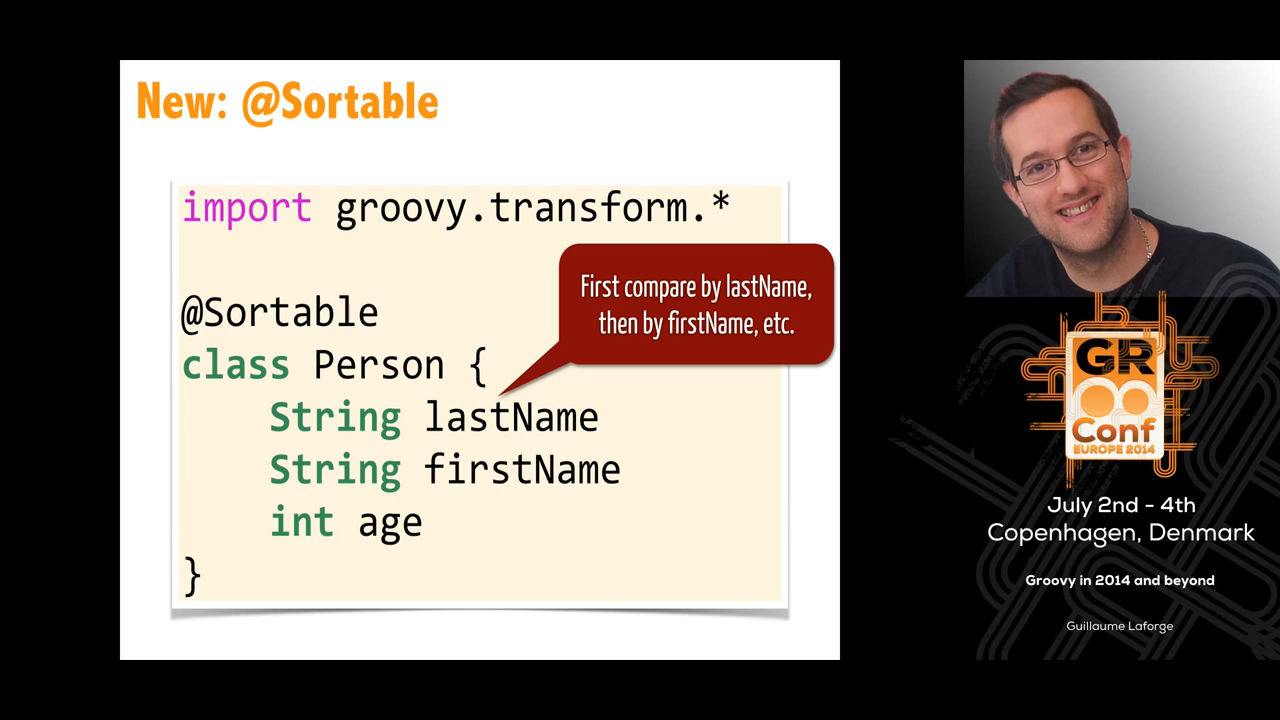 New: @Sortable
import groovy.transform.*
First compare by lastName,
then by firstName, etc.
@Sortable
class Person {
    String lastName
    String firstName
    int age
}
GR
Conf
EUROPE 2014
July 2nd - 4th
Copenhagen, Denmark
Groovy in 2014 and beyond
Guillaume Laforge